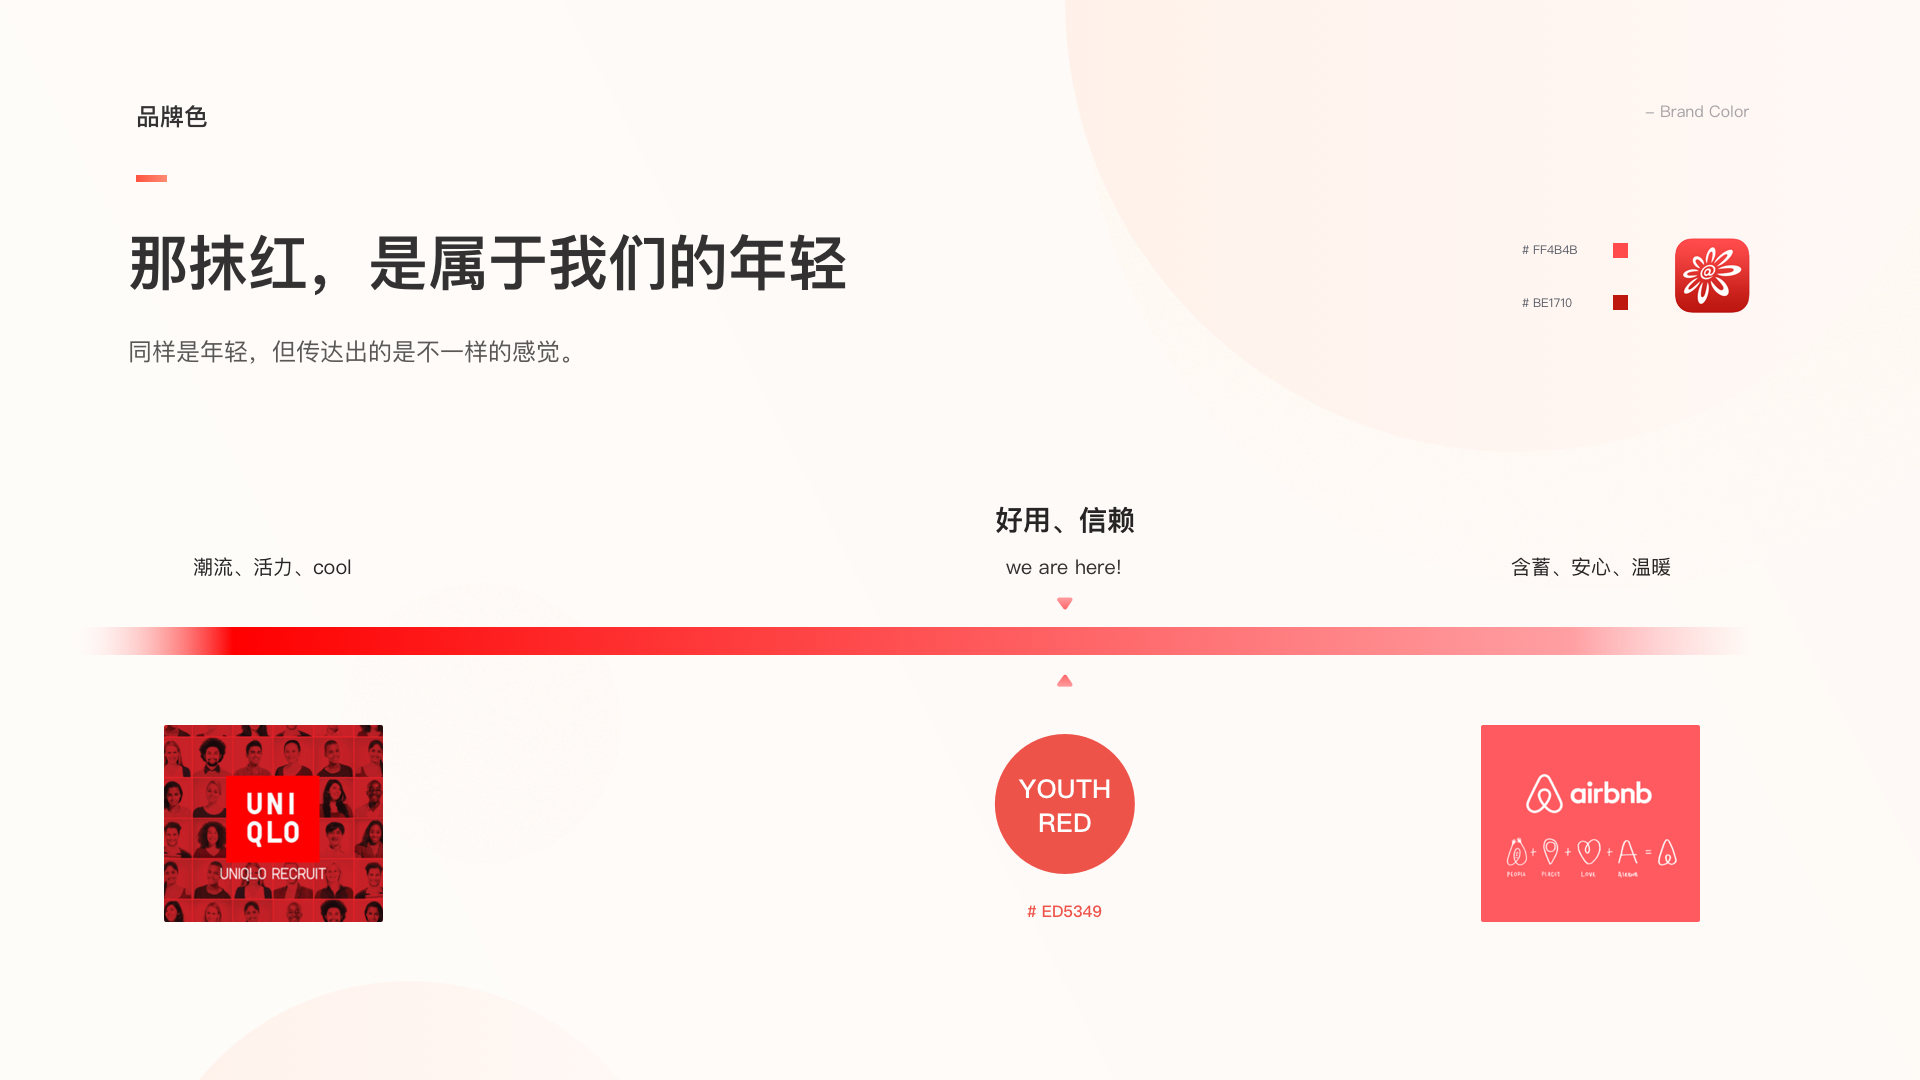 品牌色
– Brand Color
那抹红，是属于我们的年轻
# FF4B4B
# BE1710
同样是年轻，但传达出的是不一样的感觉。
好用、信赖
潮流、活力、cool
we are here!
含蓄、安心、温暖
UNI
QLO
UNIQLO RECRUIT
YOUTH
RED
# ED5349
airbnb
+ + + =
PEOPLE PLACES LOVE Airbnb